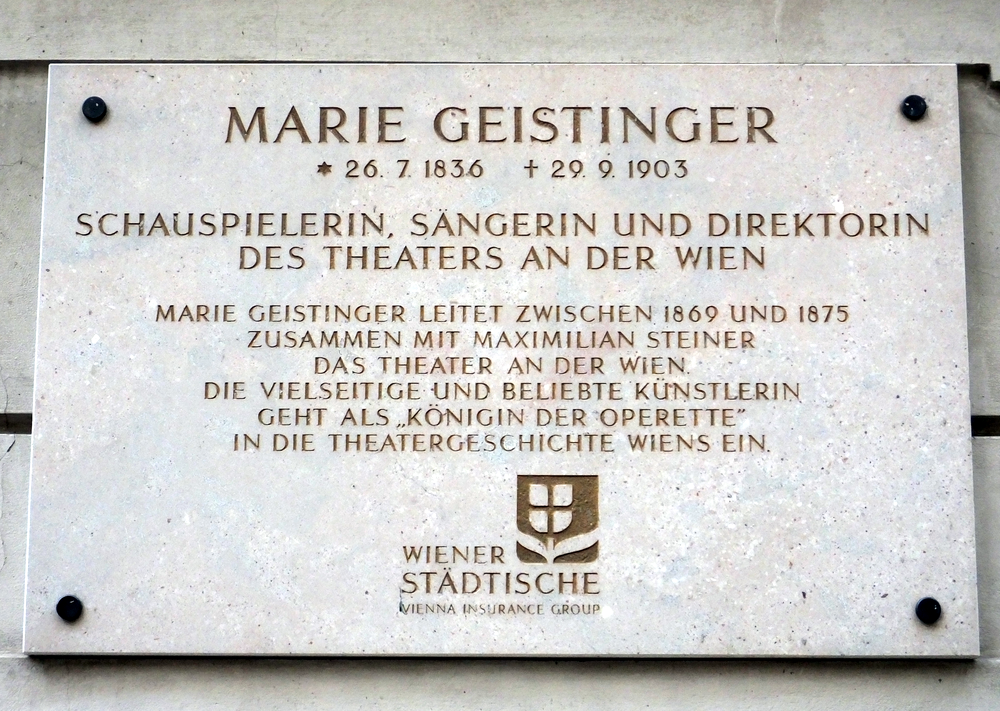 MARIE GEISTINGER
* 26. 7. 1836 † 29. 9. 1903
SCHAUSPIELERIN, SÄNGERIN UND DIREKTORIN
DES THEATERS AN DER WIEN
MARIE GEISTINGER LEITET ZWISCHEN 1869 UND 1875
ZUSAMMEN MIT MAXIMILIAN STEINER
DAS THEATER AN DER WIEN.
DIE VIELSEITIGE UND BELIEBTE KÜNSTLERIN
GEHT ALS „KÖNIGIN DER OPERETTE”
IN DIE THEATERGESCHICHTE WIENS EIN.
WIENER
STÄDTISCHE
VIENNA INSURANCE GROUP